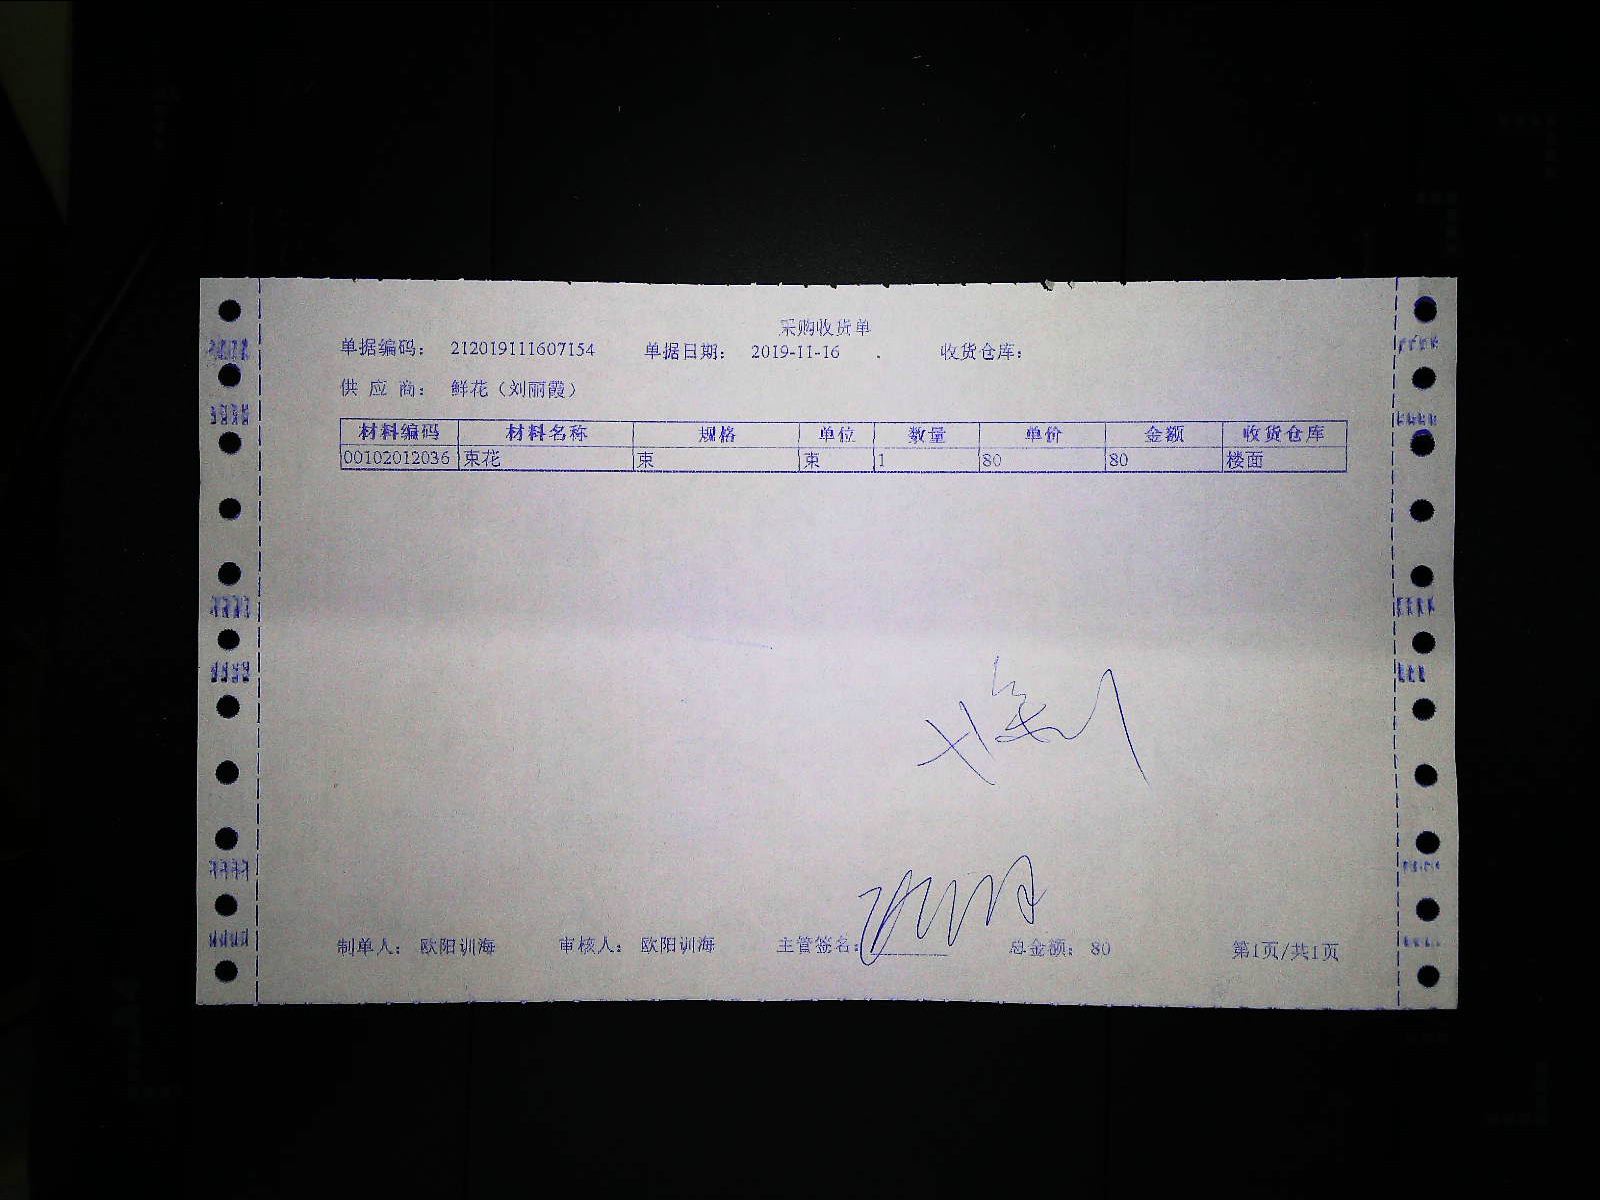 采购收货单
单据编码： 212019111607154 单据日期： 2019-11-16 收货仓库：
供 应 商： 鲜花（刘丽霞）
材料编码 材料名称 规格 单位 数量 单价 金额 收货仓库
00102012036 束花 束 束 1 80 80 楼面
制单人： 欧阳训海 审核人： 欧阳训海 主管签名： 总金额： 80 第1页/共1页